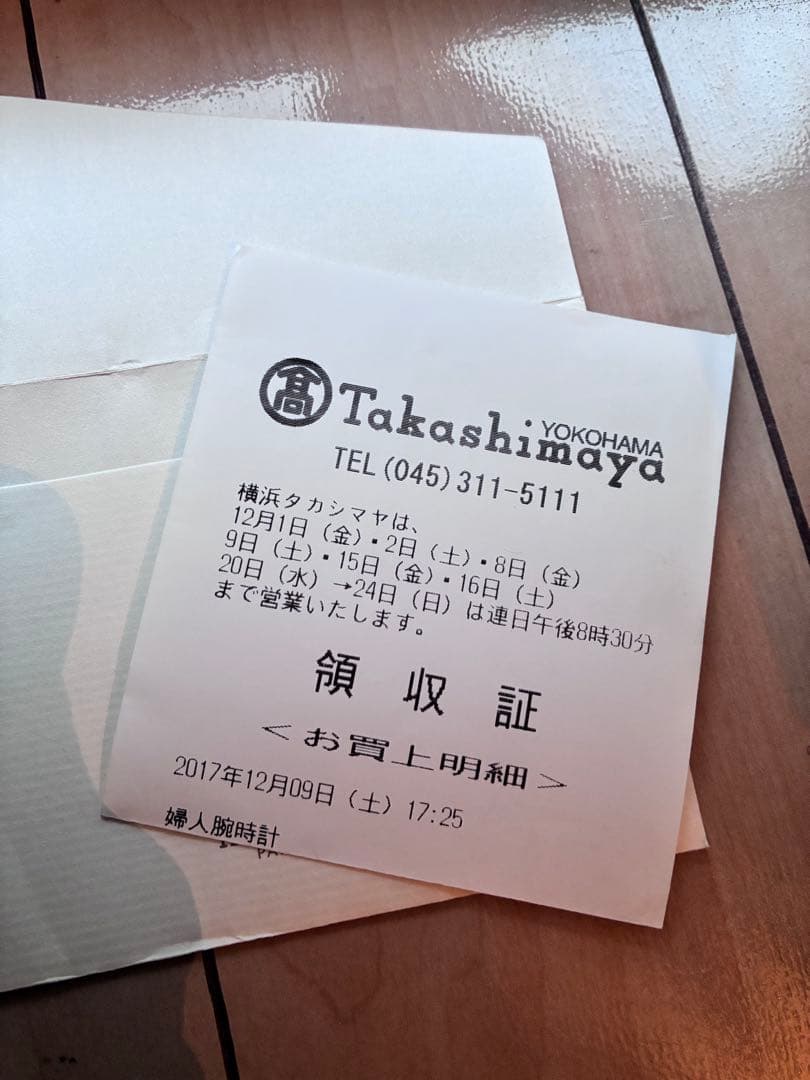 髙 Takashimaya YOKOHAMA
TEL (045) 311-5111
横浜タカシマヤは、
12月1日（金）・2日（土）・8日（金）
9日（土）・15日（金）・16日（土）
20日（水）→24日（日）は連日午後8時30分
まで営業いたします。
領収証
＜お買上明細＞
2017年12月09日（土）17:25
婦人腕時計